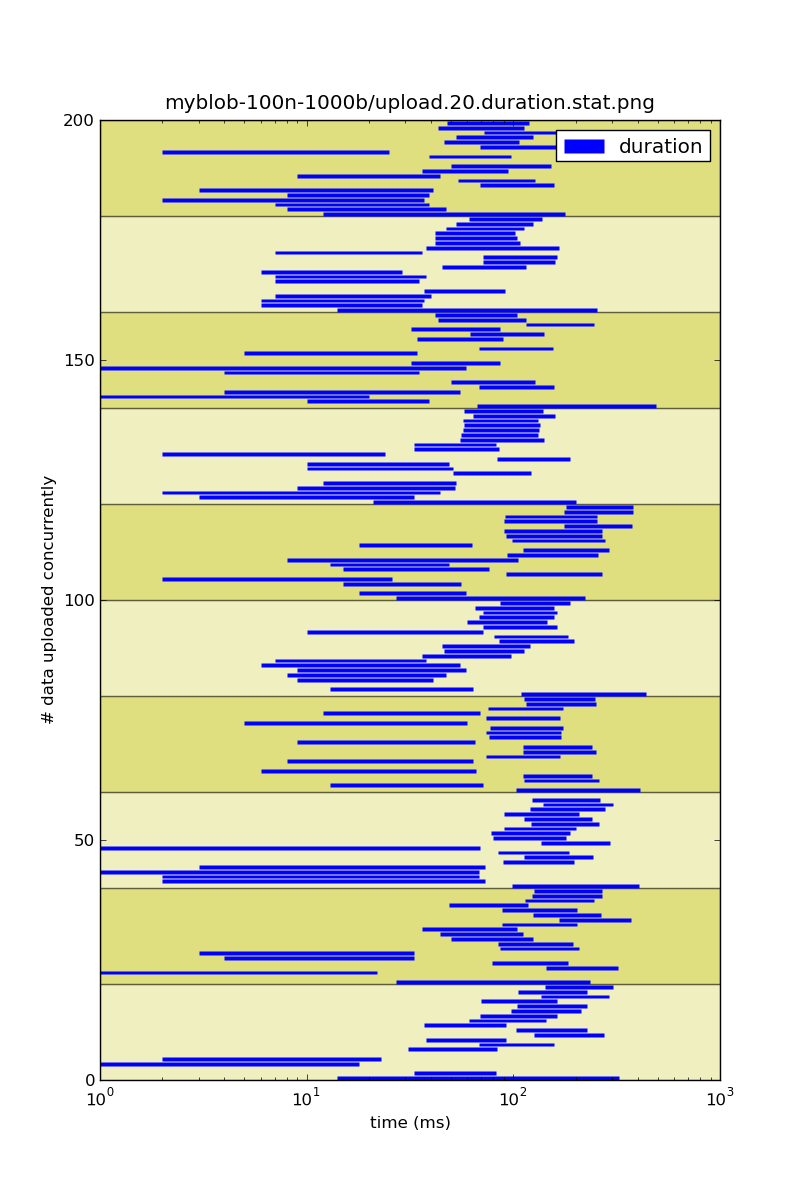 myblob-100n-1000b/upload.20.duration.stat.png
duration
200
150
100
50
0
# data uploaded concurrently
10^0 10^1 10^2 10^3
time (ms)